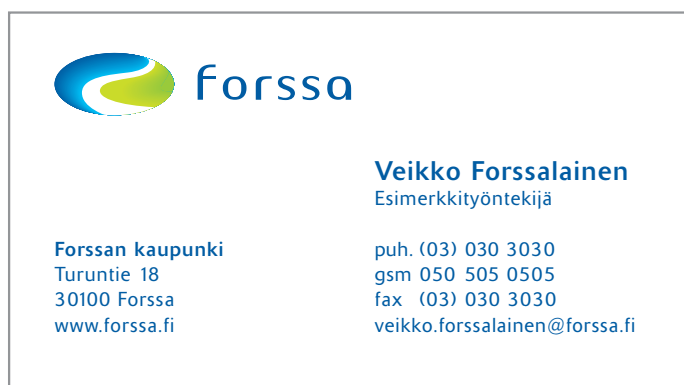 forssa
Veikko Forssalainen
Esimerkkityöntekijä
Forssan kaupunki
Turuntie 18
30100 Forssa
www.forssa.fi
puh. (03) 030 3030
gsm 050 505 0505
fax (03) 030 3030
veikko.forssalainen@forssa.fi